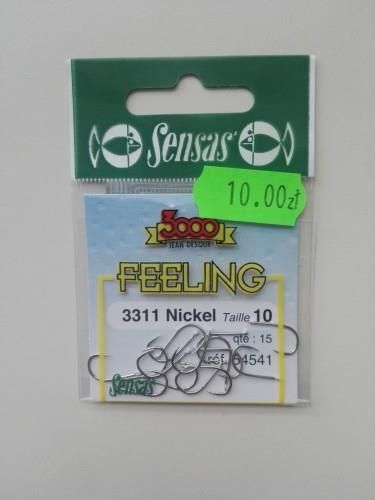 Sensas
10.00zł
3000
JEAN DESQUE
FEELING
3311 Nickel Taille 10
qté : 15
réf. 64541
Sensas